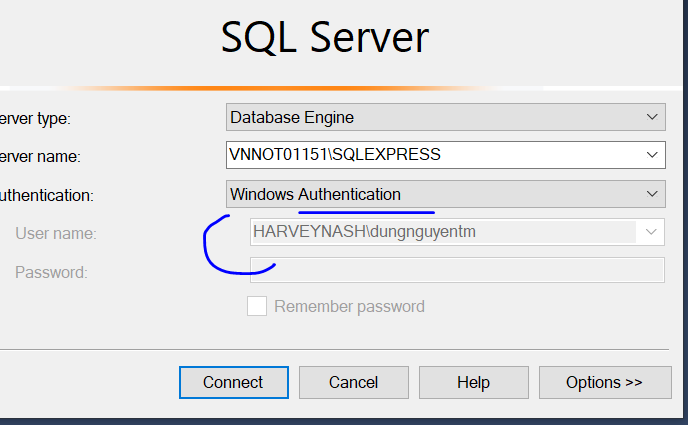 SQL Server
erver type:
Database Engine
erver name:
VNNOT01151\SQLEXPRESS
uthentication:
Windows Authentication
User name:
HARVEYNASH\dungnguyentm
Password:
Remember password
Connect
Cancel
Help
Options >>